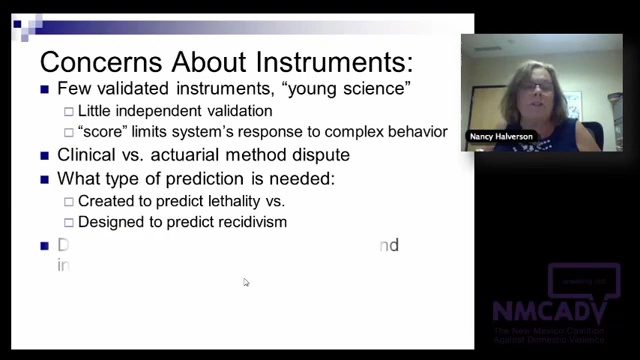 Concerns About Instruments:
Few validated instruments, “young science”
Little independent validation
“score” limits system’s response to complex behavior
Clinical vs. actuarial method dispute
What type of prediction is needed:
Created to predict lethality vs.
Designed to predict recidivism
Nancy Halverson
speaking out
NMCADV
The New Mexico Coalition
Against Domestic Violence